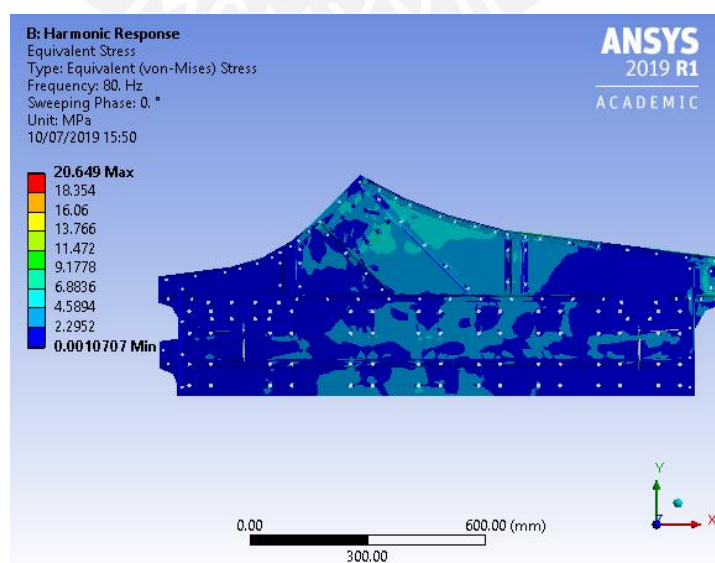 B: Harmonic Response
Equivalent Stress
Type: Equivalent (von-Mises) Stress
Frequency: 80. Hz
Sweeping Phase: 0. °
Unit: MPa
10/07/2019 15:50
ANSYS
2019 R1
ACADEMIC
20.649 Max
18.354
16.06
13.766
11.472
9.1778
6.8836
4.5894
2.2952
0.0010707 Min
0.00 600.00 (mm)
300.00
Y
Z
X